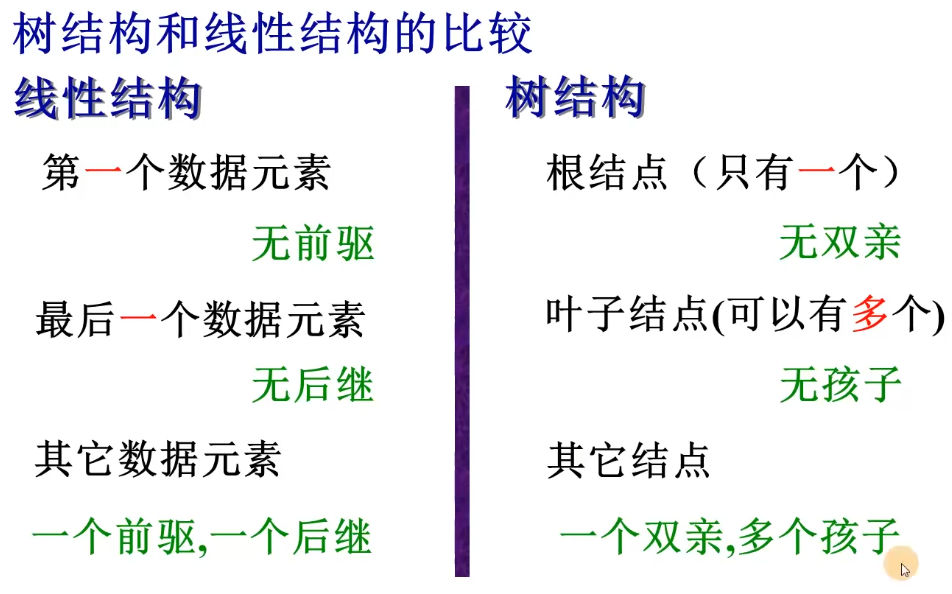 树结构和线性结构的比较
线性结构
第一个数据元素
无前驱
最后一个数据元素
无后继
其它数据元素
一个前驱,一个后继
树结构
根结点（只有一个）
无双亲
叶子结点(可以有多个)
无孩子
其它结点
一个双亲,多个孩子